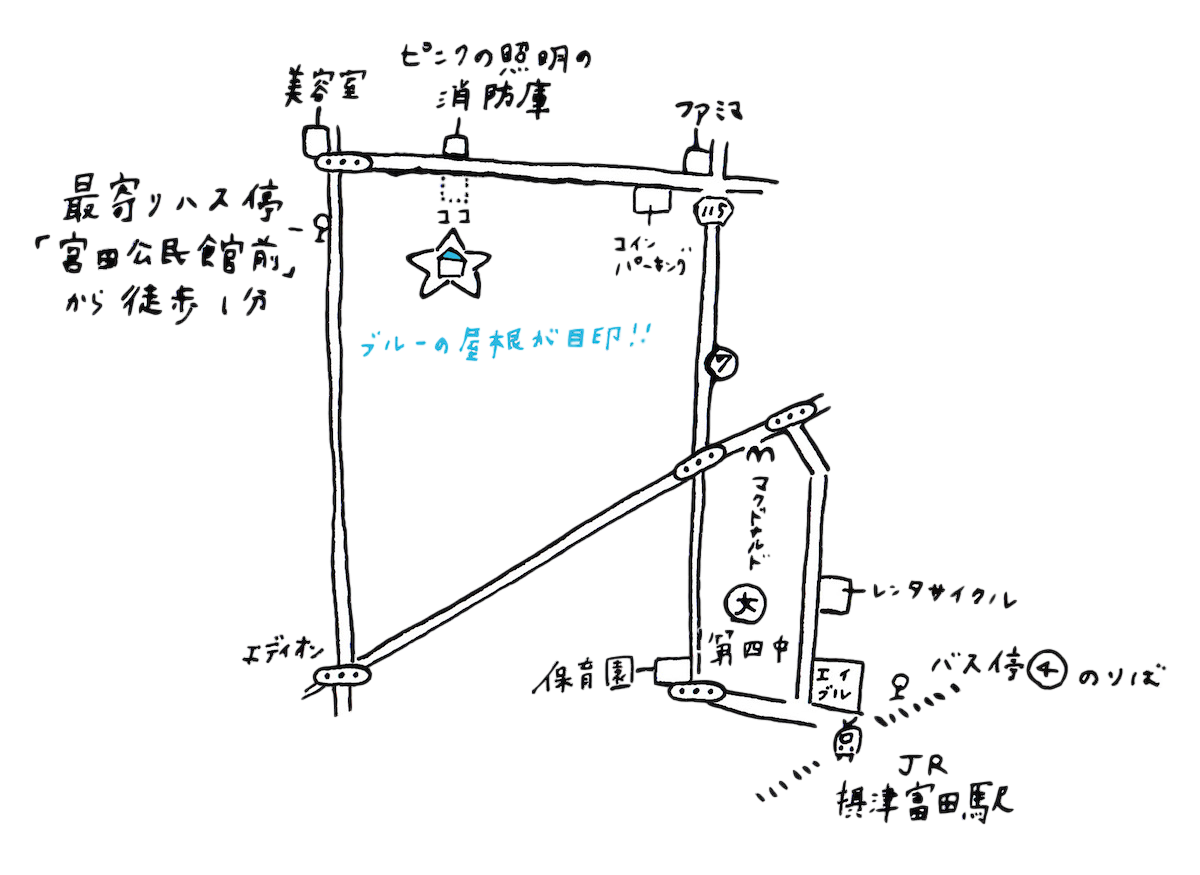 ピンクの照明の
消防庫
美容室
ファミマ
最寄りバス停
「宮田公民館前」
から徒歩1分
ココ
115
コイン
パーキング
ブルーの屋根が目印!!
ワ
m
マクドナルド
文
第四中
レンタサイクル
エディオン
保育園
エイ
ブル
バス停④のりば
JR
摂津富田駅